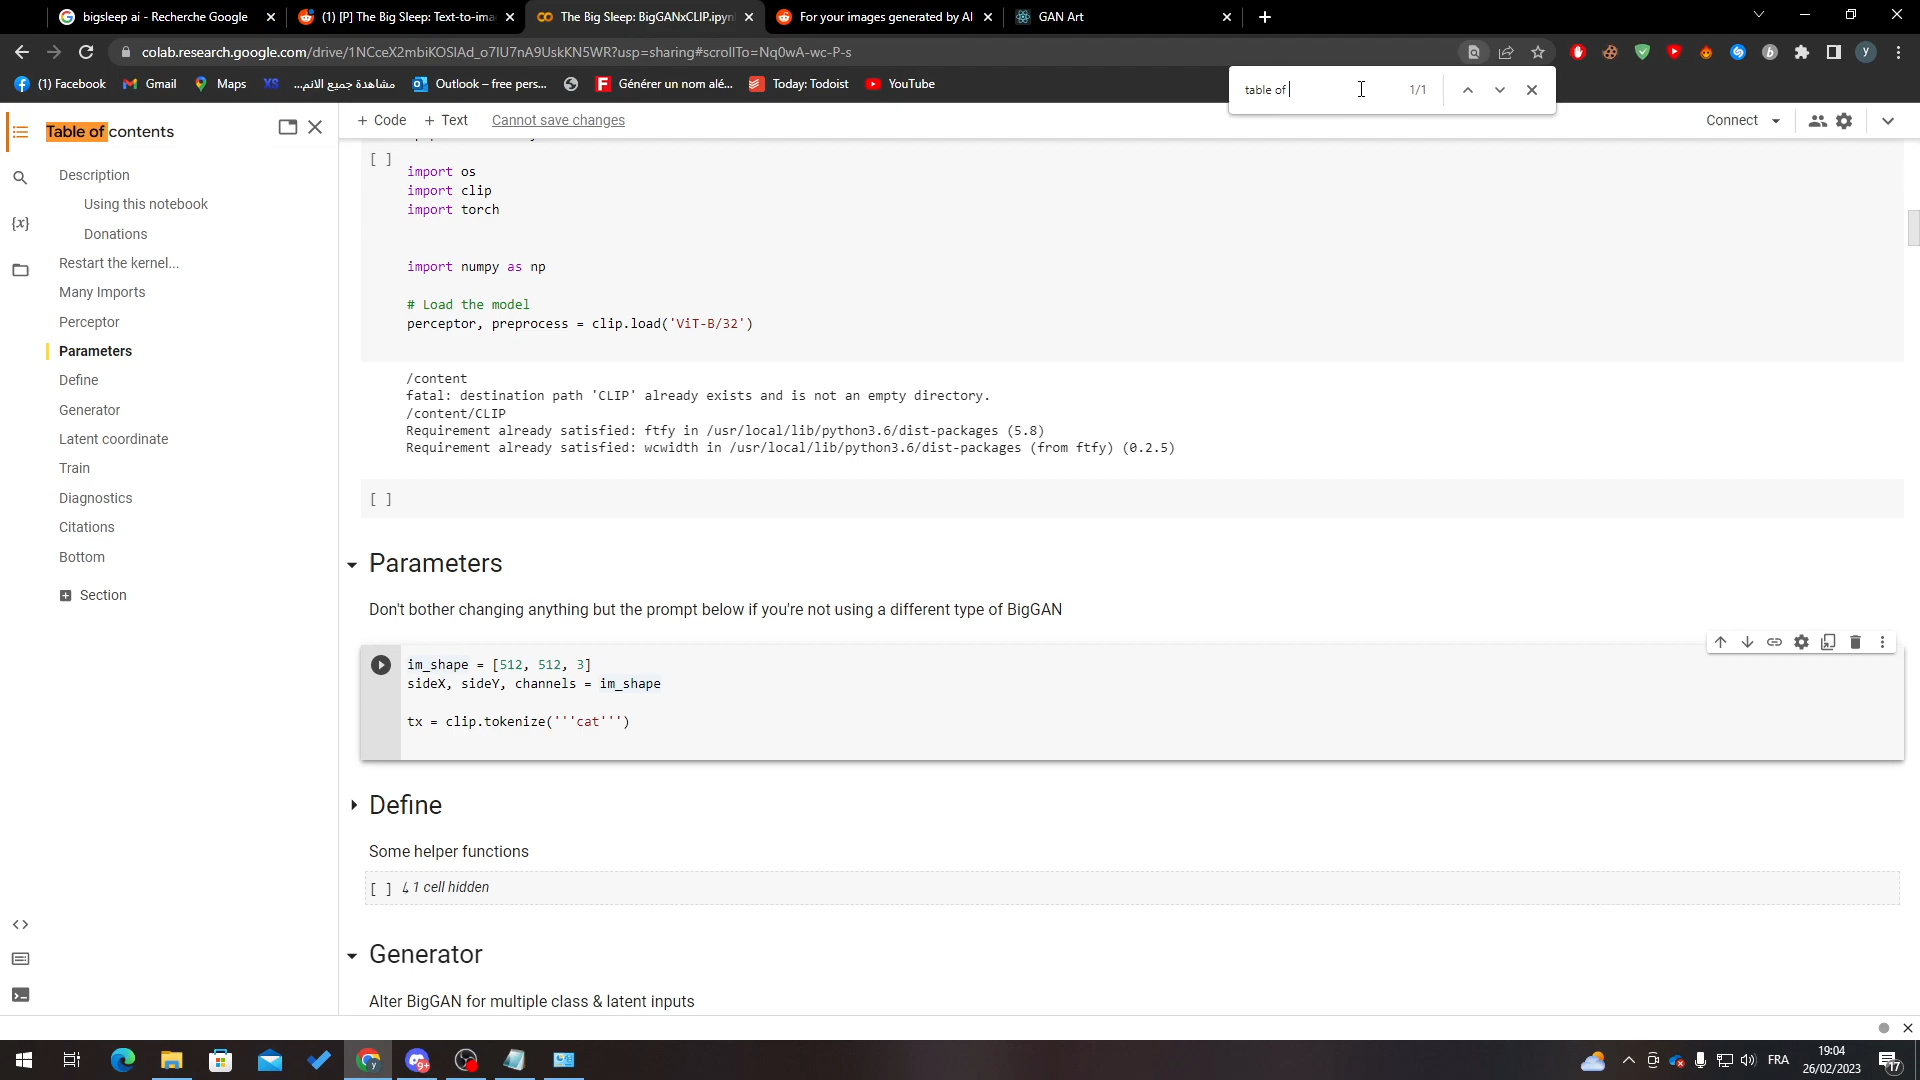 bigsleep ai - Recherche Google
(1) [P] The Big Sleep: Text-to-ima
The Big Sleep: BigGANxCLIP.ipyn
For your images generated by AI
GAN Art
colab.research.google.com/drive/1NCceX2mbiKOSlAd_o7IU7nA9UskKN5WR?usp=sharing#scrollTo=Nq0wA-wc-P-s
(1) Facebook
Gmail
Maps
XS
مشاهدة جميع الانم...
Outlook – free pers...
Générer un nom alé...
Today: Todoist
YouTube
table of
1/1
Table of contents
+ Code
+ Text
Cannot save changes
Connect
Description
Using this notebook
Donations
Restart the kernel...
Many Imports
Perceptor
Parameters
Define
Generator
Latent coordinate
Train
Diagnostics
Citations
Bottom
Section
[ ]
import os
import clip
import torch
import numpy as np
# Load the model
perceptor, preprocess = clip.load('ViT-B/32')
/content
fatal: destination path 'CLIP' already exists and is not an empty directory.
/content/CLIP
Requirement already satisfied: ftfy in /usr/local/lib/python3.6/dist-packages (5.8)
Requirement already satisfied: wcwidth in /usr/local/lib/python3.6/dist-packages (from ftfy) (0.2.5)
[ ]
Parameters
Don't bother changing anything but the prompt below if you're not using a different type of BigGAN
im_shape = [512, 512, 3]
sideX, sideY, channels = im_shape
tx = clip.tokenize('''cat''')
Define
Some helper functions
[ ] 1 cell hidden
Generator
Alter BigGAN for multiple class & latent inputs
FRA
19:04
26/02/2023
17
9+